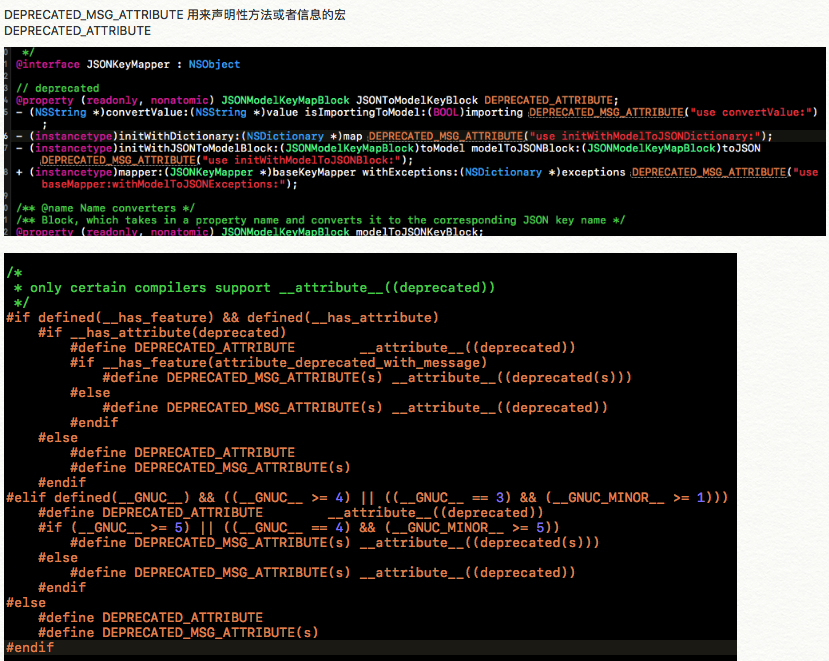 DEPRECATED_MSG_ATTRIBUTE 用来声明性方法或者信息的宏
DEPRECATED_ATTRIBUTE
*/
@interface JSONKeyMapper : NSObject
// deprecated
@property (readonly, nonatomic) JSONModelKeyMapBlock JSONToModelKeyBlock DEPRECATED_ATTRIBUTE;
- (NSString *)convertValue:(NSString *)value isImportingToModel:(BOOL)importing DEPRECATED_MSG_ATTRIBUTE("use convertValue:")
;
- (instancetype)initWithDictionary:(NSDictionary *)map DEPRECATED_MSG_ATTRIBUTE("use initWithModelToJSONDictionary:");
- (instancetype)initWithJSONToModelBlock:(JSONModelKeyMapBlock)toModel modelToJSONBlock:(JSONModelKeyMapBlock)toJSON
DEPRECATED_MSG_ATTRIBUTE("use initWithModelToJSONBlock:");
+ (instancetype)mapper:(JSONKeyMapper *)baseKeyMapper withExceptions:(NSDictionary *)exceptions DEPRECATED_MSG_ATTRIBUTE("use
baseMapper:withModelToJSONExceptions:");
/** @name Name converters */
/** Block, which takes in a property name and converts it to the corresponding JSON key name */
@property (readonly, nonatomic) JSONModelKeyMapBlock modelToJSONKeyBlock;
/*
* only certain compilers support __attribute__((deprecated))
*/
#if defined(__has_feature) && defined(__has_attribute)
#if __has_attribute(deprecated)
#define DEPRECATED_ATTRIBUTE __attribute__((deprecated))
#if __has_feature(attribute_deprecated_with_message)
#define DEPRECATED_MSG_ATTRIBUTE(s) __attribute__((deprecated(s)))
#else
#define DEPRECATED_MSG_ATTRIBUTE(s) __attribute__((deprecated))
#endif
#else
#define DEPRECATED_ATTRIBUTE
#define DEPRECATED_MSG_ATTRIBUTE(s)
#endif
#elif defined(__GNUC__) && ((__GNUC__ >= 4) || ((__GNUC__ == 3) && (__GNUC_MINOR__ >= 1)))
#define DEPRECATED_ATTRIBUTE __attribute__((deprecated))
#if (__GNUC__ >= 5) || ((__GNUC__ == 4) && (__GNUC_MINOR__ >= 5))
#define DEPRECATED_MSG_ATTRIBUTE(s) __attribute__((deprecated(s)))
#else
#define DEPRECATED_MSG_ATTRIBUTE(s) __attribute__((deprecated))
#endif
#else
#define DEPRECATED_ATTRIBUTE
#define DEPRECATED_MSG_ATTRIBUTE(s)
#endif